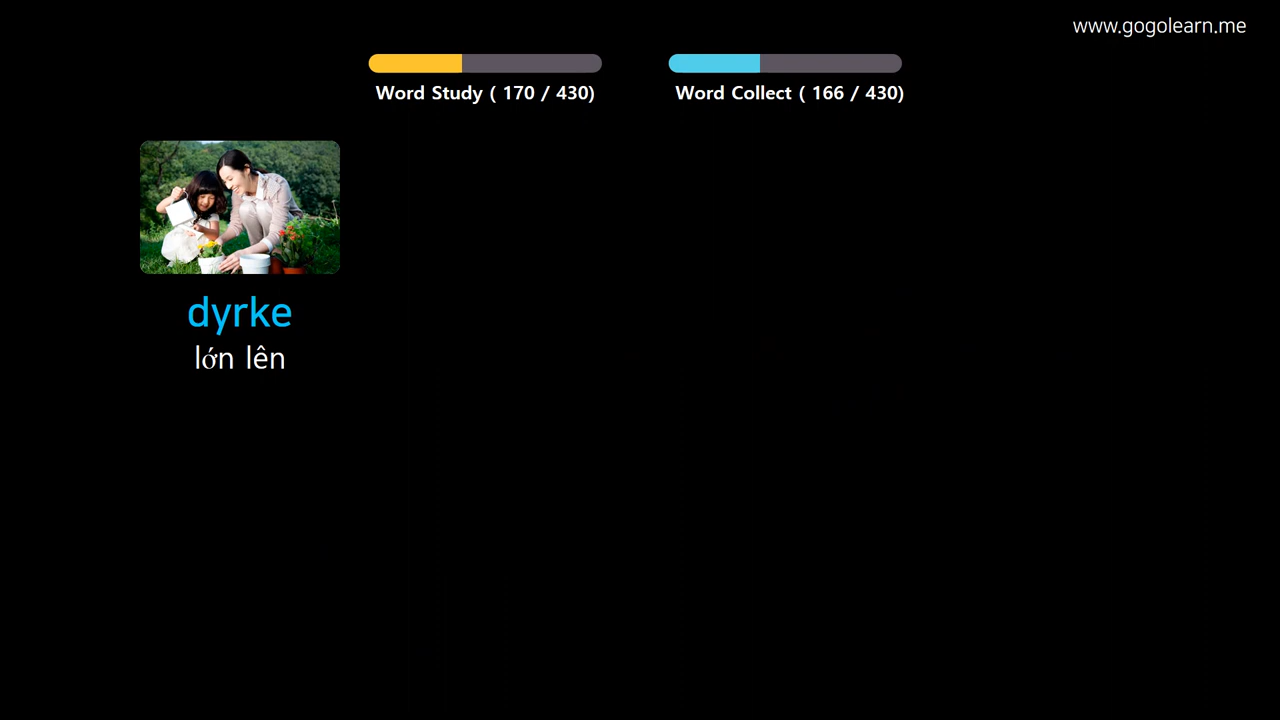 www.gogolearn.me
Word Study ( 170 / 430)
Word Collect ( 166 / 430)
dyrke
lớn lên